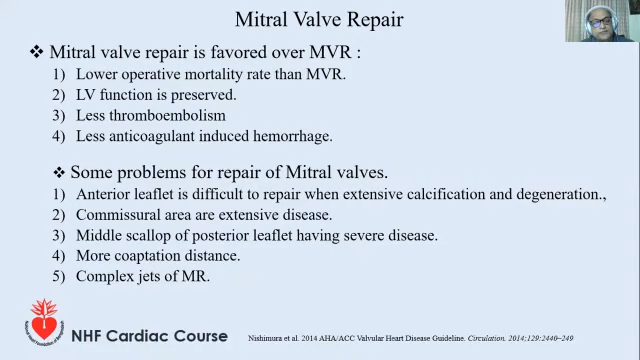 Mitral Valve Repair
❖ Mitral valve repair is favored over MVR :
1) Lower operative mortality rate than MVR.
2) LV function is preserved.
3) Less thromboembolism
4) Less anticoagulant induced hemorrhage.
❖ Some problems for repair of Mitral valves.
1) Anterior leaflet is difficult to repair when extensive calcification and degeneration.,
2) Commissural area are extensive disease.
3) Middle scallop of posterior leaflet having severe disease.
4) More coaptation distance.
5) Complex jets of MR.
NHF Cardiac Course
Nishimura et al. 2014 AHA/ACC Valvular Heart Disease Guideline. Circulation. 2014;129:2440–249